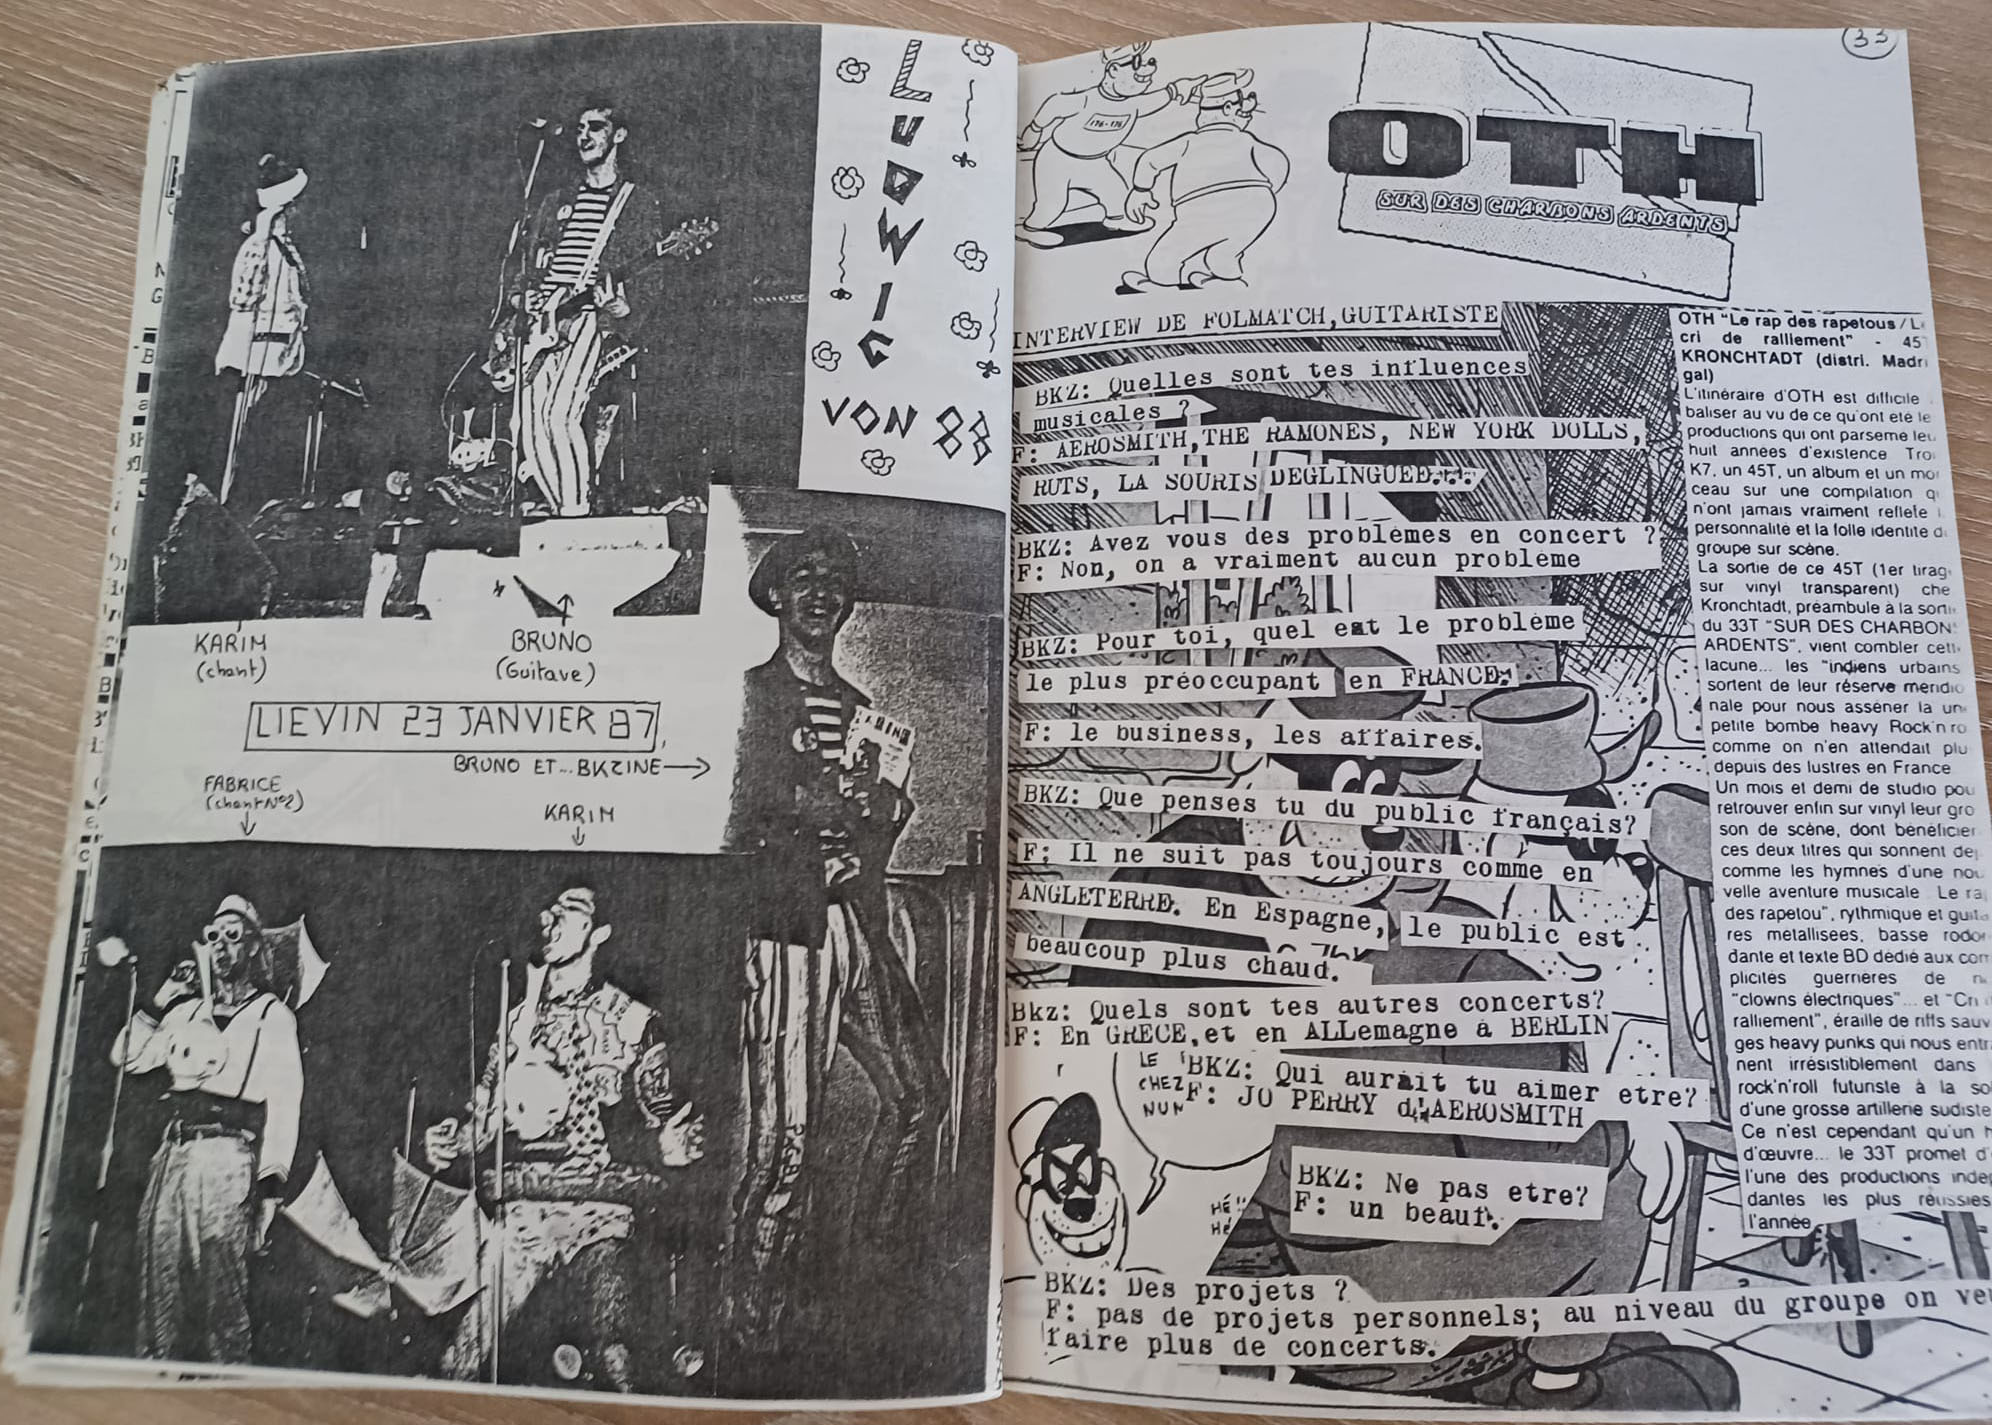 LUDWIG
VON 88
KARIM
(chant)
BRUNO
(Guitave)
LIEVIN 23 JANVIER 87
BRUNO ET... BKZINE
FABRICE
(chant N°2)
KARIM
33
176-176
OTH
SUR DES CHARBONS ARDENTS
INTERVIEW DE FOLMATCH, GUITARISTE
BKZ: Quelles sont tes influences
musicales ?
F: AEROSMITH, THE RAMONES, NEW YORK DOLLS,
RUTS, LA SOURIS DEGLINGUEE...
BKZ: Avez vous des problèmes en concert ?
F: Non, on a vraiment aucun problème
BKZ: Pour toi, quel est le problème
le plus préoccupant en FRANCE?
F: le business, les affaires.
BKZ: Que penses tu du public français?
F: Il ne suit pas toujours comme en
ANGLETERRE. En Espagne, le public est
beaucoup plus chaud.
Bkz: Quels sont tes autres concerts?
F: En GRECE, et en ALLemagne à BERLIN
BKZ: Qui aurait tu aimer etre?
F: JO PERRY d'AEROSMITH
LE
CHEZ
NUN
BKZ: Ne pas etre?
F: un beauf.
HÉ!!
HÉ
BKZ: Des projets ?
F: pas de projets personnels; au niveau du groupe on
faire plus de concerts.
OTH "Le rap des rapetous /
cri de ralliement" - 45
KRONCHTADT (distri. Madri
gal)
L'itinéraire d'OTH est difficile
baliser au vu de ce qu'ont été le
productions qui ont parsemé
huit années d'existence
K7, un 45T, un album et un mor
ceau sur une compilation
n'ont jamais vraiment reflété
personnalité et la folle identité
groupe sur scène.
La sortie de ce 45T (1er tirag
sur vinyl transparent) che
Kronchtadt, préambule à la sorti
du 33T "SUR DES CHARBON
ARDENTS", vient combler cett
lacune... les "indiens urbains
sortent de leur réserve méridio
nale pour nous asséner la
petite bombe heavy Rock'n ro
comme on n'en attendait plu
depuis des lustres en France
Un mois et demi de studio pou
retrouver enfin sur vinyl leur gro
son de scène, dont bénéficier
ces deux titres qui sonnent
comme les hymnes d'une nou
velle aventure musicale Le ra
des rapetou", rythmique et guita
res métallisées, basse rodon
dante et texte BD dédié aux com
plicités guerrières de
"clowns électriques"... et "Cri
ralliement", éraille de riffs sauv
ges heavy punks qui nous entr
nent irrésistiblement dans
rock'n'roll futuriste à la so
d'une grosse artillerie sudiste
Ce n'est cependant qu'un
d'œuvre... le 33T promet d'
l'une des productions indé
dantes les plus réussies
l'année